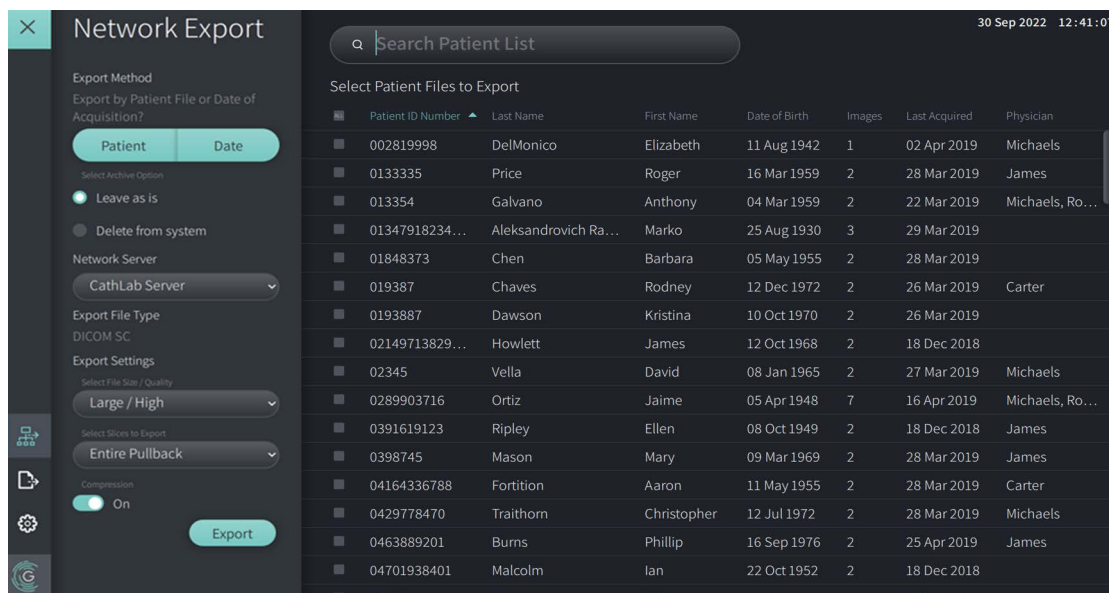 Network Export
30 Sep 2022 12:41:07
Search Patient List
Export Method
Export by Patient File or Date of
Acquisition?
Patient Date
Select Archive Option
Leave as is
Delete from system
Network Server
CathLab Server
Export File Type
DICOM SC
Export Settings
Select File Size / Quality
Large / High
Select Slices to Export
Entire Pullback
Compression
On
Export
G
Select Patient Files to Export
Patient ID Number Last Name First Name Date of Birth Images Last Acquired Physician
002819998 DelMonico Elizabeth 11 Aug 1942 1 02 Apr 2019 Michaels
0133335 Price Roger 16 Mar 1959 2 28 Mar 2019 James
013354 Galvano Anthony 04 Mar 1959 2 22 Mar 2019 Michaels, Ro...
01347918234... Aleksandrovich Ra... Marko 25 Aug 1930 3 29 Mar 2019
01848373 Chen Barbara 05 May 1955 2 28 Mar 2019
019387 Chaves Rodney 12 Dec 1972 2 26 Mar 2019 Carter
0193887 Dawson Kristina 10 Oct 1970 2 26 Mar 2019
02149713829... Howlett James 12 Oct 1968 2 18 Dec 2018
02345 Vella David 08 Jan 1965 2 27 Mar 2019 Michaels
0289903716 Ortiz Jaime 05 Apr 1948 7 16 Apr 2019 Michaels, Ro...
0391619123 Ripley Ellen 08 Oct 1949 2 18 Dec 2018 James
0398745 Mason Mary 09 Mar 1969 2 28 Mar 2019 James
04164336788 Fortition Aaron 11 May 1955 2 28 Mar 2019 Carter
0429778470 Traithorn Christopher 12 Jul 1972 2 28 Mar 2019 Michaels
0463889201 Burns Phillip 16 Sep 1976 2 25 Apr 2019 James
04701938401 Malcolm Ian 22 Oct 1952 2 18 Dec 2018